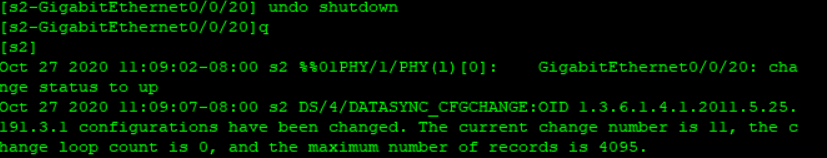 [s2-GigabitEthernet0/0/20] undo shutdown
[s2-GigabitEthernet0/0/20]q
[s2]
Oct 27 2020 11:09:02-08:00 s2 %%01PHY/1/PHY(1)[0]:    GigabitEthernet0/0/20: cha
nge status to up
Oct 27 2020 11:09:07-08:00 s2 DS/4/DATASYNC_CFGCHANGE:OID 1.3.6.1.4.1.2011.5.25.
191.3.1 configurations have been changed. The current change number is 11, the c
hange loop count is 0, and the maximum number of records is 4095.